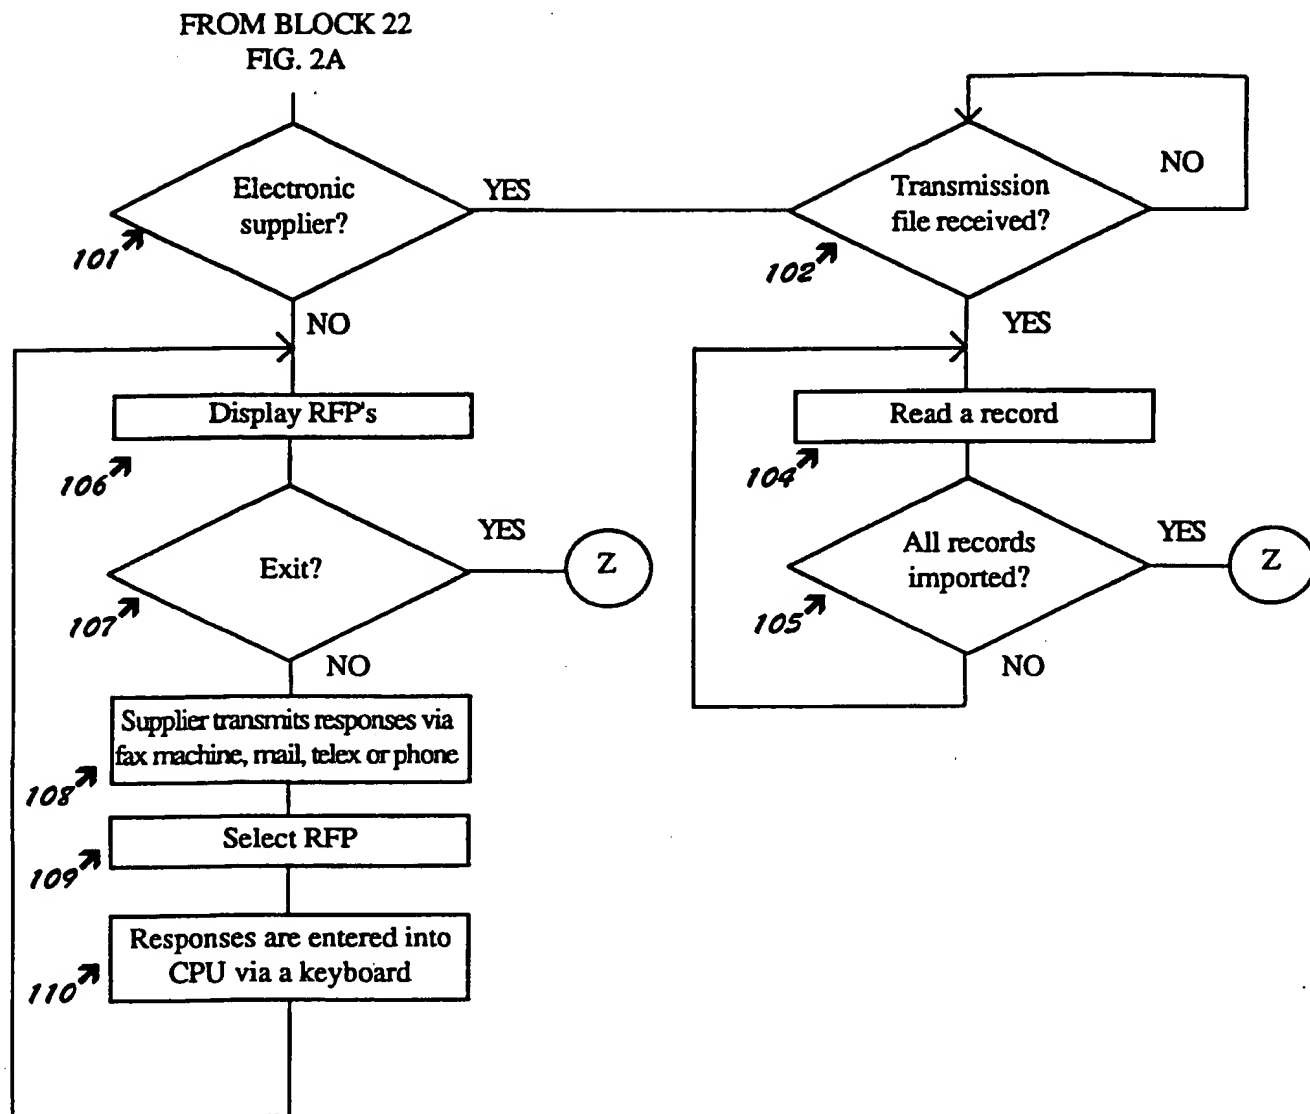 FROM BLOCK 22
FIG. 2A
Electronic
supplier?
101
YES
NO
Transmission
file received?
102
NO
YES
Display RFP's
106
Read a record
104
Exit?
107
YES
Z
NO
All records
imported?
105
YES
Z
NO
Supplier transmits responses via
fax machine, mail, telex or phone
108
Select RFP
109
Responses are entered into
CPU via a keyboard
110